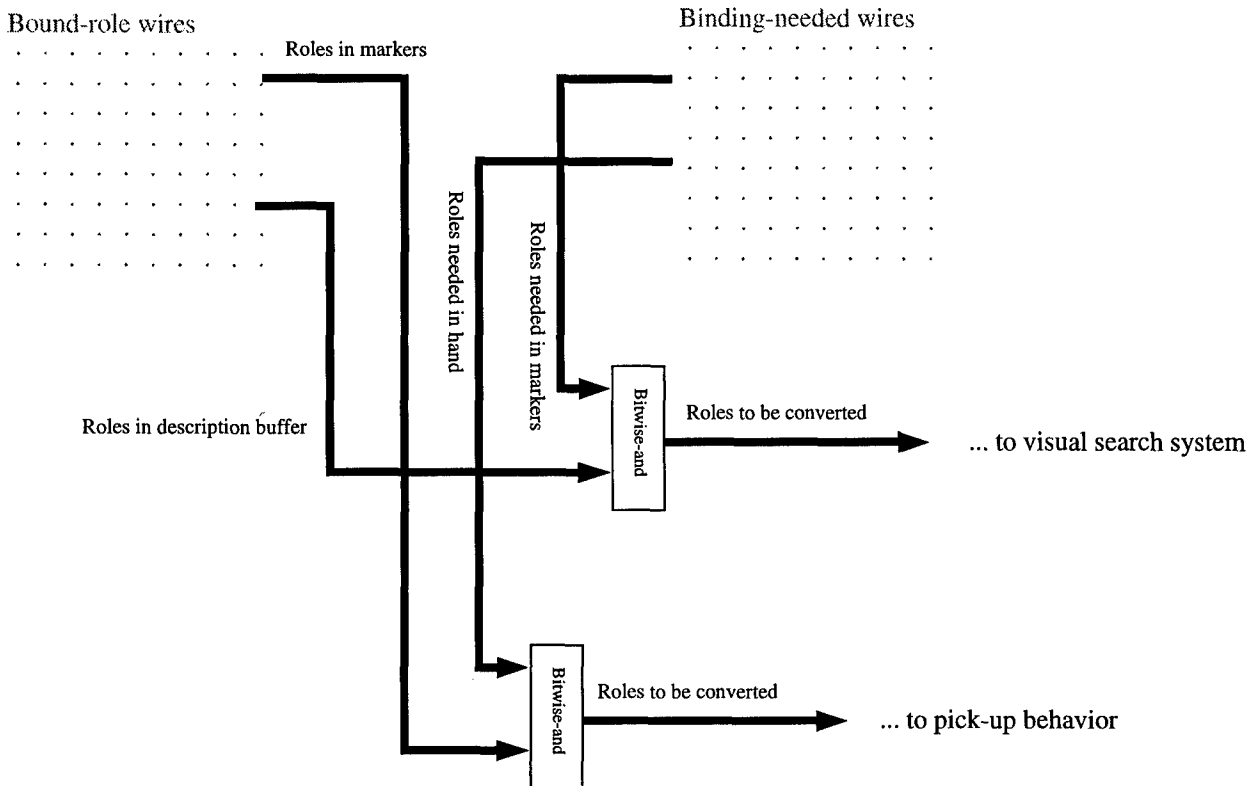 Bound-role wires
Binding-needed wires
Roles in markers
Roles needed in hand
Roles needed in markers
Bitwise-and
Roles to be converted
Roles in description buffer
... to visual search system
Bitwise-and
Roles to be converted
... to pick-up behavior